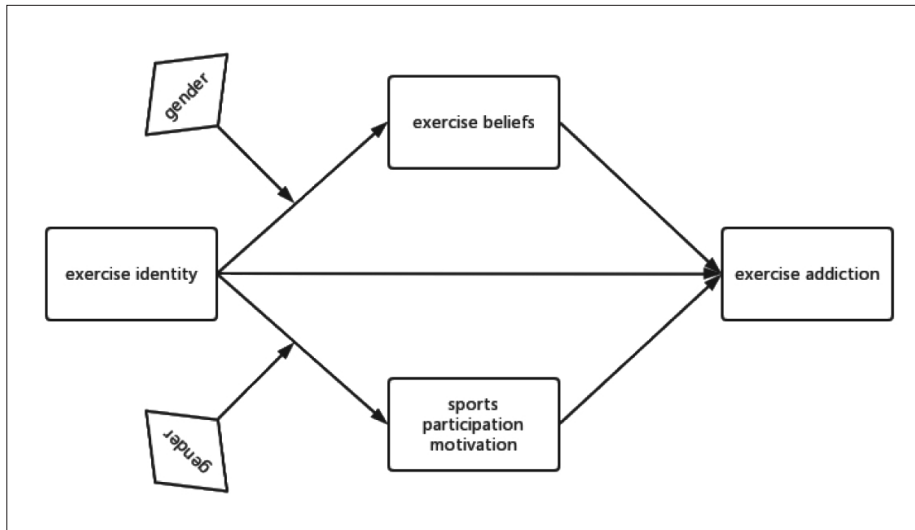 gender
exercise beliefs
exercise identity
exercise addiction
sports
participation
motivation
gender